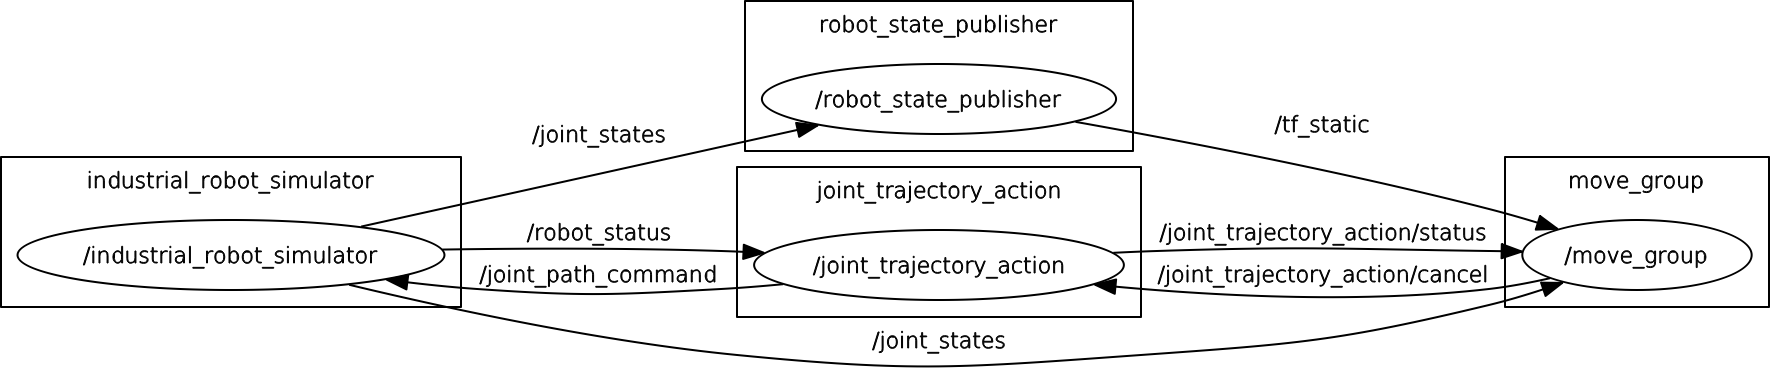 robot_state_publisher
/robot_state_publisher
/joint_states
/tf_static
industrial_robot_simulator
/industrial_robot_simulator
joint_trajectory_action
/joint_trajectory_action
move_group
/move_group
/robot_status
/joint_trajectory_action/status
/joint_path_command
/joint_trajectory_action/cancel
/joint_states